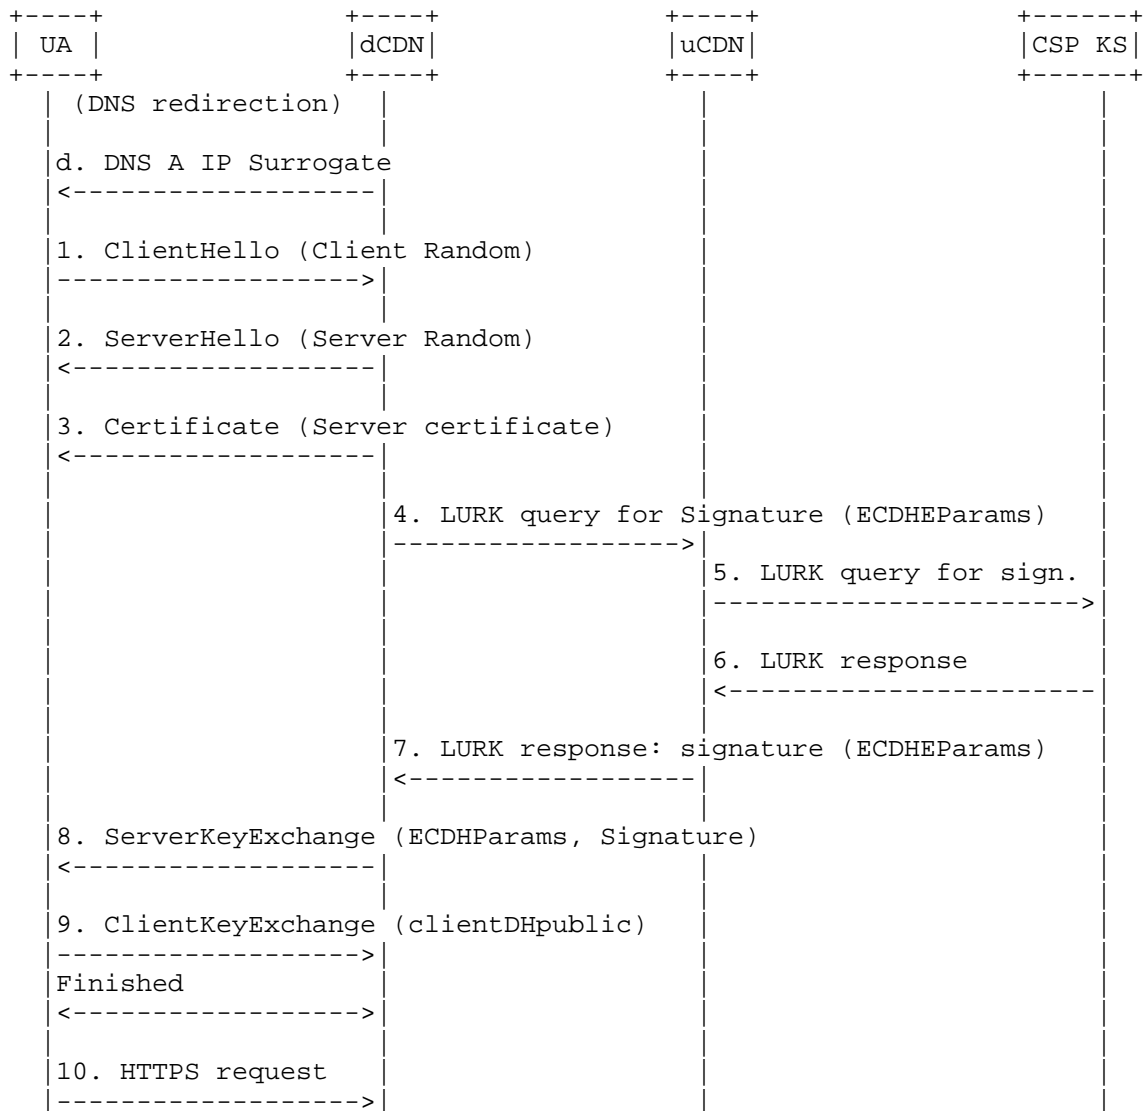 UA dCDN uCDN CSP KS
(DNS redirection)
d. DNS A IP Surrogate
1. ClientHello (Client Random)
2. ServerHello (Server Random)
3. Certificate (Server certificate)
4. LURK query for Signature (ECDHEParams)
5. LURK query for sign.
6. LURK response
7. LURK response: signature (ECDHEParams)
8. ServerKeyExchange (ECDHParams, Signature)
9. ClientKeyExchange (clientDHpublic)
Finished
10. HTTPS request